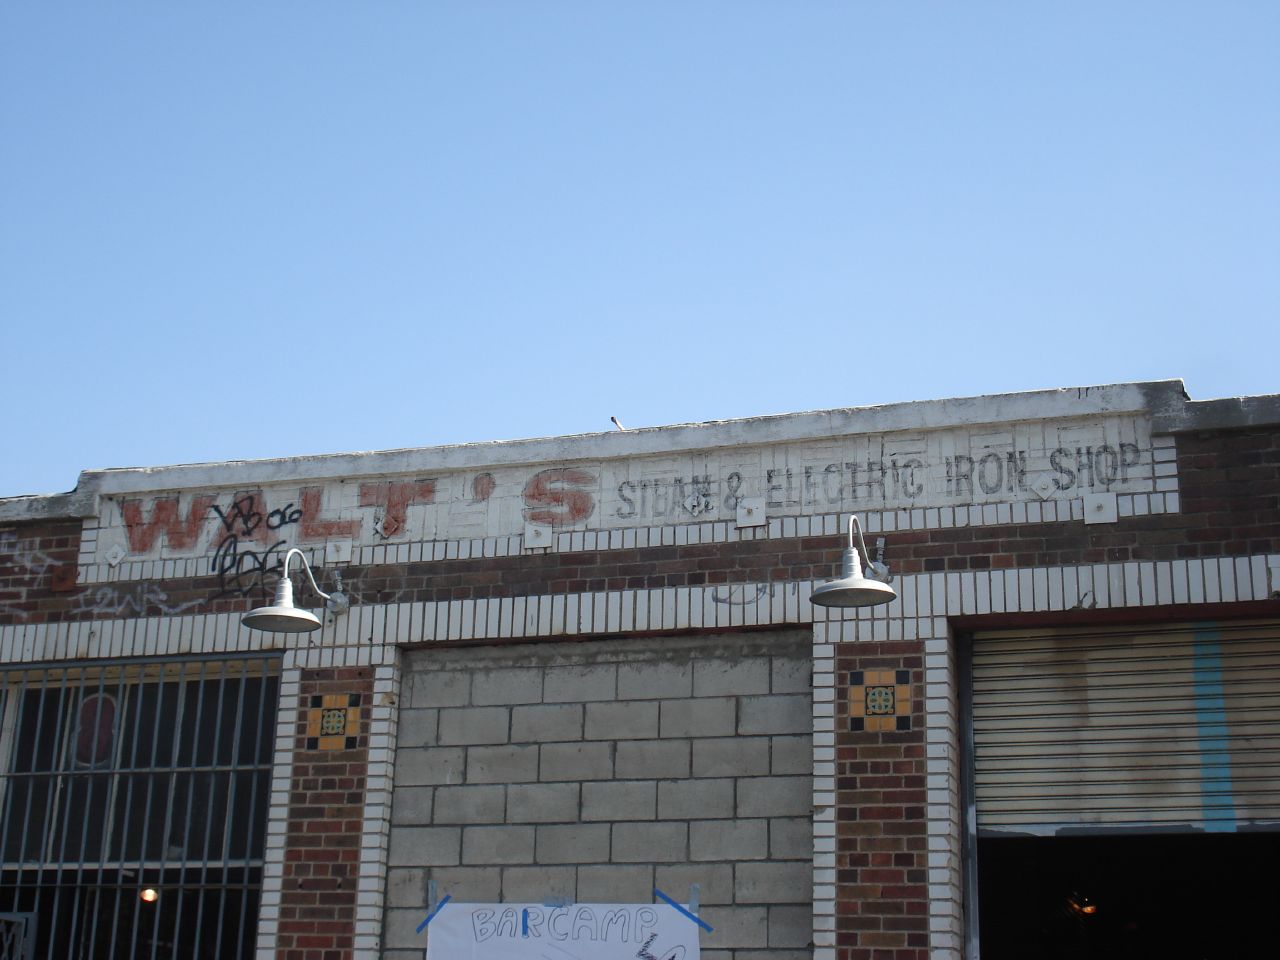 WALT'S STEAM & ELECTRIC IRON SHOP
BARCAMP